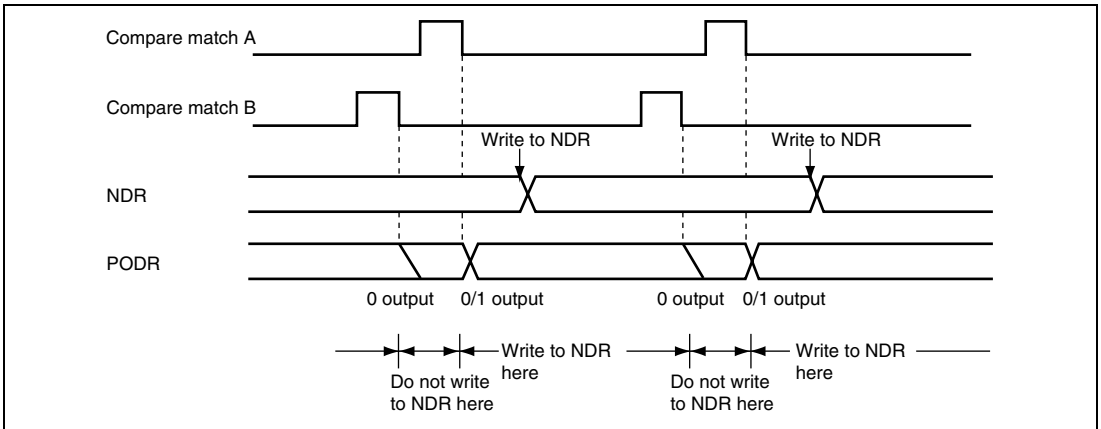 Compare match A
Compare match B
Write to NDR
Write to NDR
NDR
PODR
0 output
0/1 output
0 output
0/1 output
Write to NDR
here
Write to NDR
here
Do not write
to NDR here
Do not write
to NDR here